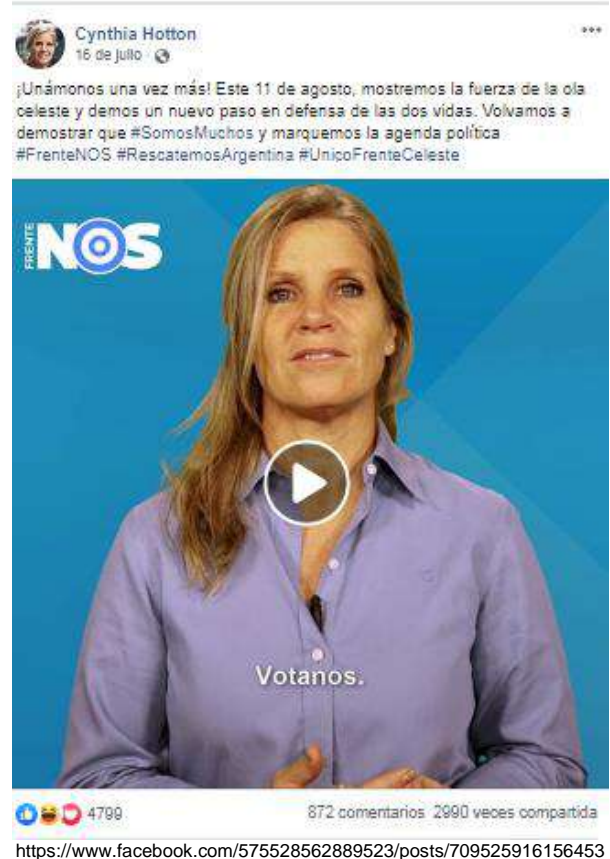 Cynthia Hotton
16 de julio
¡Unámonos una vez más! Este 11 de agosto, mostremos la fuerza de la ola
celeste y demos un nuevo paso en defensa de las dos vidas. Volvamos a
demostrar que #SomosMuchos y marquemos la agenda política
#FrenteNOS #RescatemosArgentina #UnicoFrenteCeleste
FRENTE NOS
Votanos.
4799 872 comentarios 2990 veces compartida
https://www.facebook.com/575528562889523/posts/709525916156453